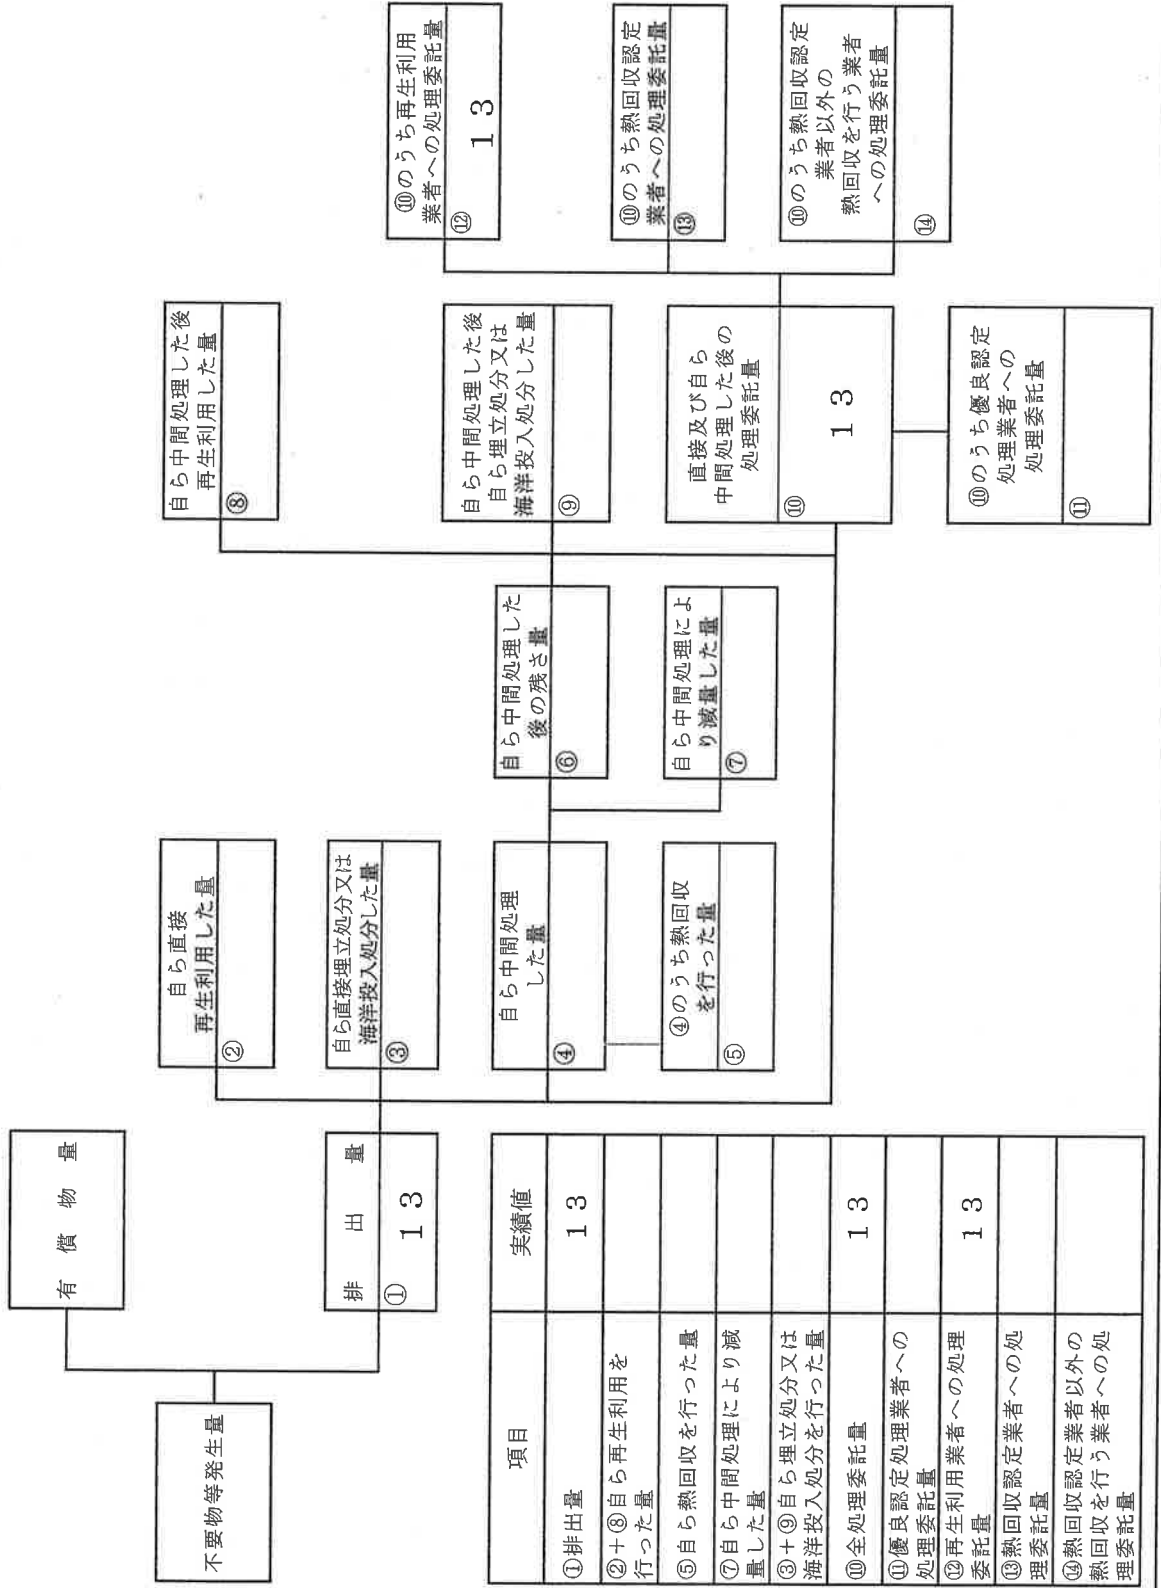 不要物等発生量
有償物量
排出量
①
13
自ら直接
再生利用した量
②
自ら直接埋立処分又は
海洋投入処分した量
③
自ら中間処理
した量
④
④のうち熱回収
を行った量
⑤
自ら中間処理した
後の残さ量
⑥
自ら中間処理によ
り減量した量
⑦
自ら中間処理した後
再生利用した量
⑧
自ら中間処理した後
自ら埋立処分又は
海洋投入処分した量
⑨
直接及び自ら
中間処理した後の
処理委託量
⑩
13
⑩のうち優良認定
処理業者への
処理委託量
⑪
⑩のうち再生利用
業者への処理委託量
⑫
13
⑩のうち熱回収認定
業者への処理委託量
⑬
⑩のうち熱回収認定
業者以外の
熱回収を行う業者
への処理委託量
⑭
項目 実績値
①排出量 13
②+⑧自ら再生利用を
行った量
⑤自ら熱回収を行った量
⑦自ら中間処理により減
量した量
③+⑨自ら埋立処分又は
海洋投入処分を行った量
⑩全処理委託量 13
⑪優良認定処理業者への
処理委託量
⑫再生利用業者への処理
委託量 13
⑬熱回収認定業者への処
理委託量
⑭熱回収認定業者以外の
熱回収を行う業者への処
理委託量